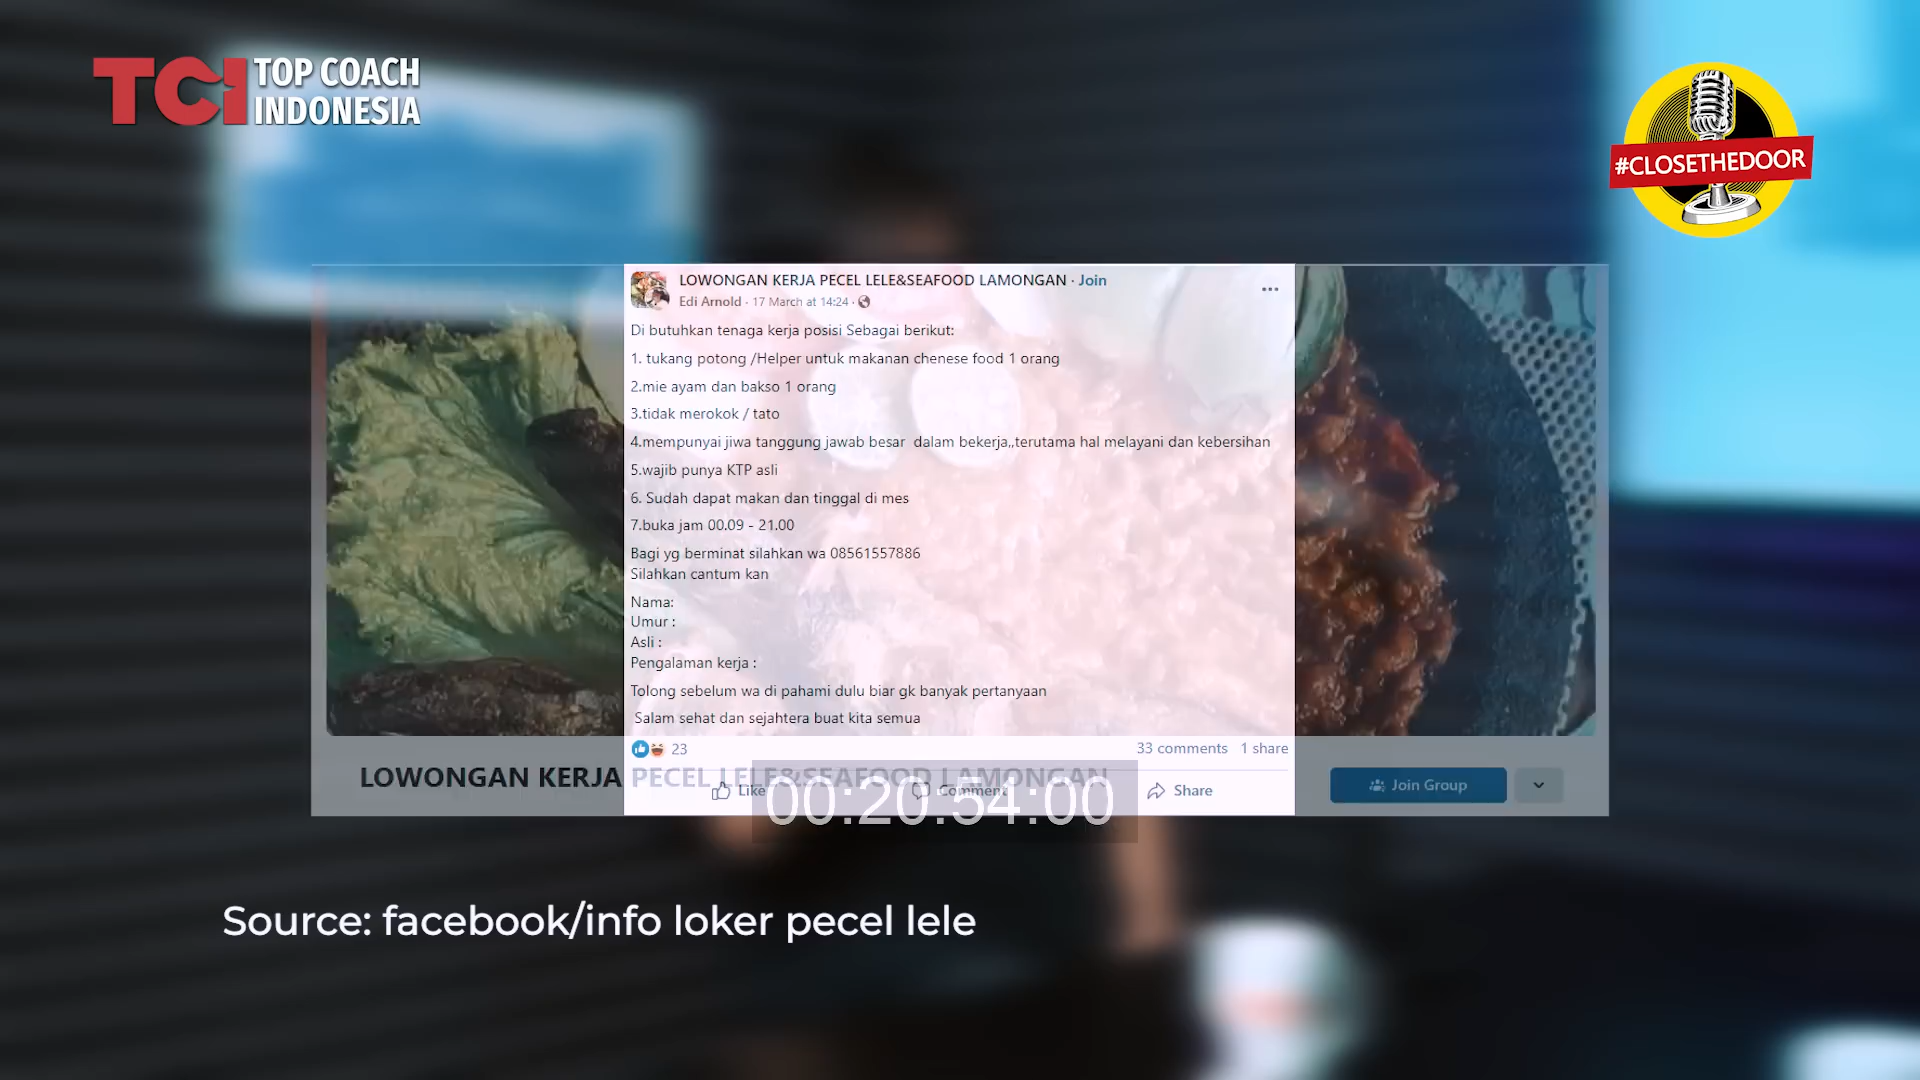 TCI TOP COACH
INDONESIA
#CLOSETHEDOOR
LOWONGAN KERJA PECEL LELE&SEAFOOD LAMONGAN · Join
Edi Arnold · 17 March at 14:24 ·
Di butuhkan tenaga kerja posisi Sebagai berikut:
1. tukang potong /Helper untuk makanan chenese food 1 orang
2.mie ayam dan bakso 1 orang
3.tidak merokok / tato
4.mempunyai jiwa tanggung jawab besar  dalam bekerja,,terutama hal melayani dan kebersihan
5.wajib punya KTP asli
6. Sudah dapat makan dan tinggal di mes
7.buka jam 00.09 - 21.00
Bagi yg berminat silahkan wa 08561557886
Silahkan cantum kan
Nama:
Umur :
Asli :
Pengalaman kerja :
Tolong sebelum wa di pahami dulu biar gk banyak pertanyaan
Salam sehat dan sejahtera buat kita semua
23
33 comments 1 share
LOWONGAN KERJA PECEL LELE&SEAFOOD LAMONGAN
Like Comment Share
Join Group
00:20:54:00
Source: facebook/info loker pecel lele